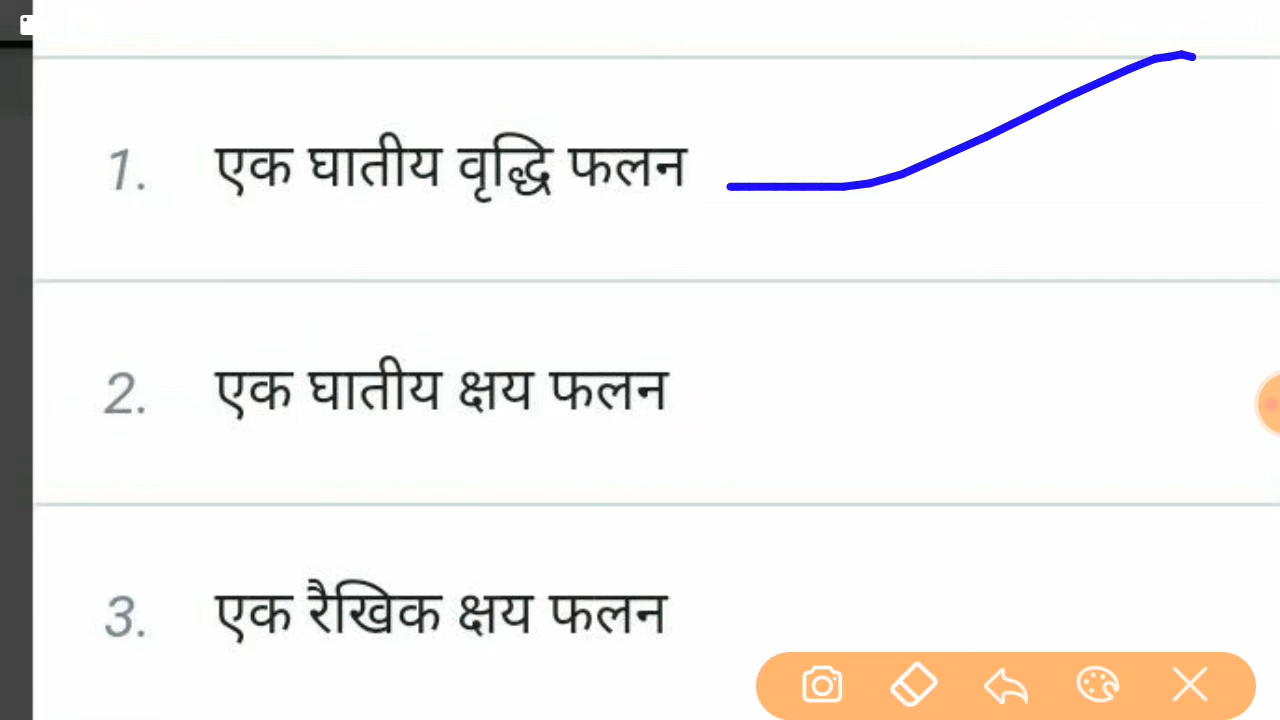 1. एक घातीय वृद्धि फलन
2. एक घातीय क्षय फलन
3. एक रैखिक क्षय फलन